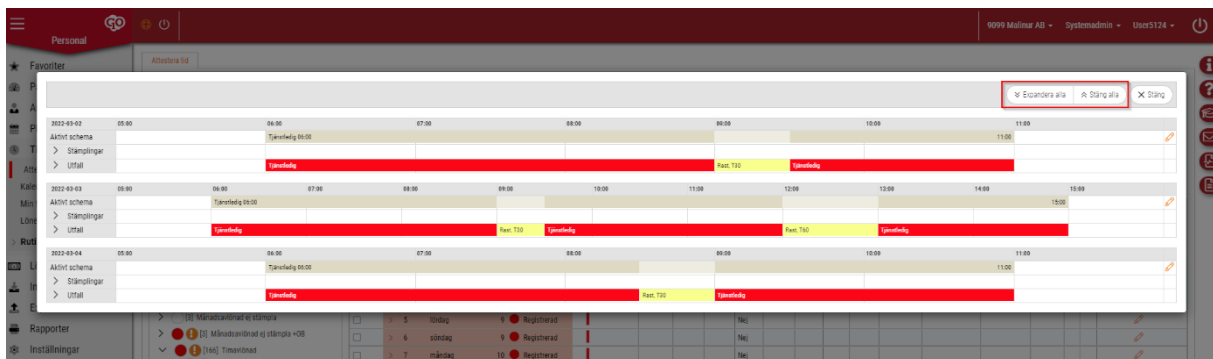 GO
9099 Malimur AB
Systemadmin
User5124
Personal
Attestera tid
Favoriter
Expandera alla
Stäng alla
Stäng
2022-03-02 05:00 06:00 07:00 08:00 09:00 10:00 11:00
Aktivt schema Tjänstledig 06:00 11:00
Stämplingar
Utfall Tjänstledig Rast, T30 Tjänstledig
2022-03-03 05:00 06:00 07:00 08:00 09:00 10:00 11:00 12:00 13:00 14:00 15:00
Aktivt schema Tjänstledig 06:00 15:00
Stämplingar
Utfall Tjänstledig Rast, T30 Tjänstledig Rast, T60 Tjänstledig
2022-03-04 05:00 06:00 07:00 08:00 09:00 10:00 11:00
Aktivt schema Tjänstledig 06:00 11:00
Stämplingar
Utfall Tjänstledig Rast, T30 Tjänstledig
[3] Månadsavlönad ej stämpla 5 lördag 9 Registrerad Nej
Rapporter [3] Månadsavlönad ej stämpla +OB 6 söndag 9 Registrerad Nej
Inställningar [166] Timavlönad 7 måndag 10 Registrerad Nej